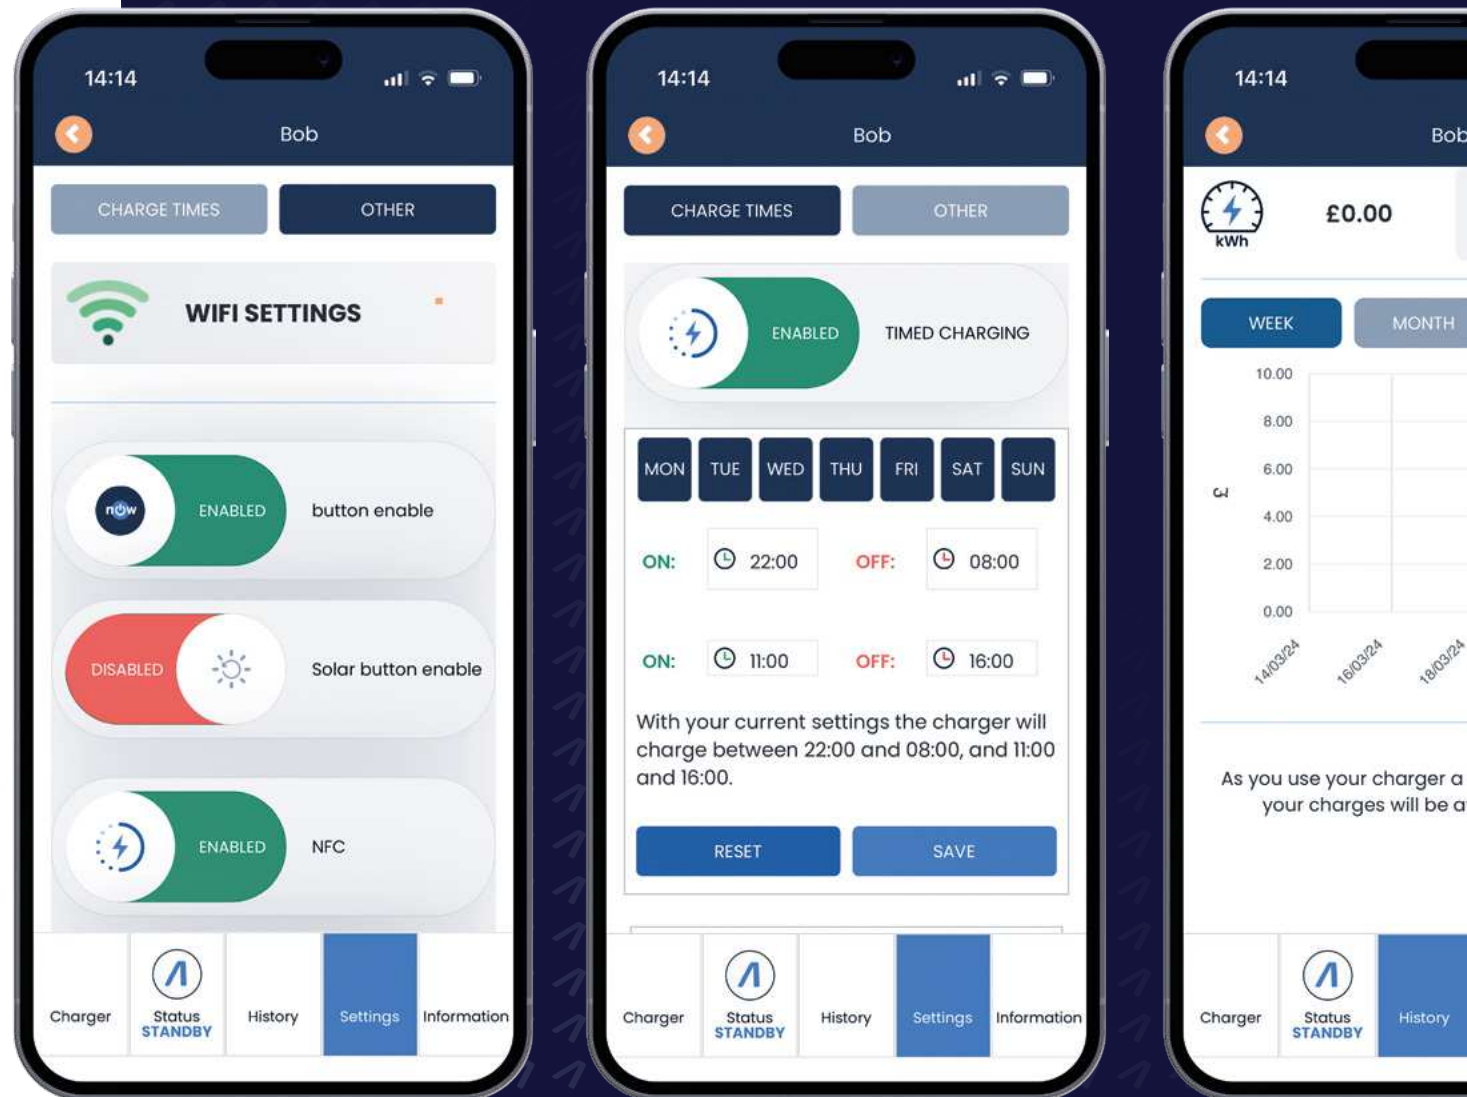 14:14
Bob
CHARGE TIMES
OTHER
WIFI SETTINGS
now
ENABLED
button enable
DISABLED
Solar button enable
ENABLED
NFC
Charger
Status
STANDBY
History
Settings
Information
14:14
Bob
CHARGE TIMES
OTHER
ENABLED
TIMED CHARGING
MON TUE WED THU FRI SAT SUN
ON: 22:00 OFF: 08:00
ON: 11:00 OFF: 16:00
With your current settings the charger will
charge between 22:00 and 08:00, and 11:00
and 16:00.
RESET
SAVE
Charger
Status
STANDBY
History
Settings
Information
14:14
Bob
kWh
£0.00
WEEK
MONTH
10.00
8.00
6.00
4.00
2.00
0.00
14/03/24
16/03/24
18/03/24
As you use your charger a
your charges will be
Charger
Status
STANDBY
History